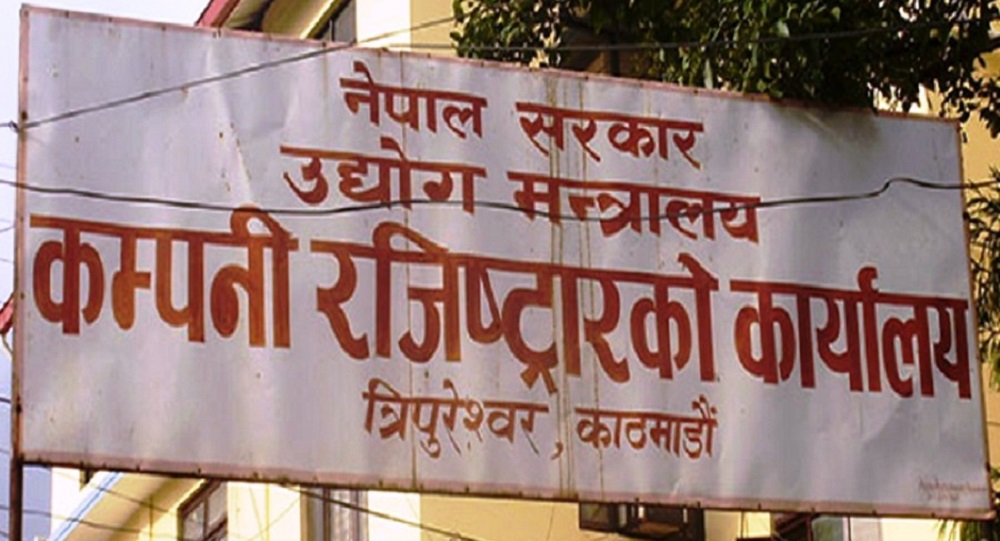 नेपाल सरकार
उद्योग मन्त्रालय
कम्पनी रजिष्ट्रारको कार्यालय
त्रिपुरेश्वर, काठमाडौं